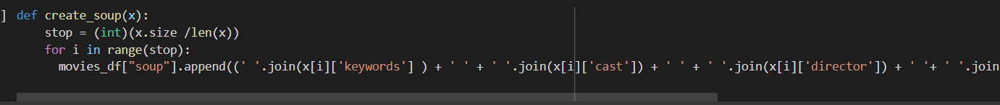 ] def create_soup(x):
stop = (int)(x.size /len(x))
for i in range(stop):
movies_df["soup"].append((' '.join(x[i]['keywords'] ) + ' ' + ' '.join(x[i]['cast']) + ' ' + ' '.join(x[i]['director']) + ' '+ ' '.join